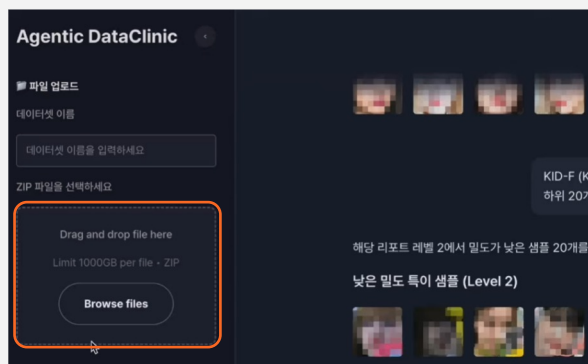 Agentic DataClinic
파일 업로드
데이터셋 이름
데이터셋 이름을 입력하세요
ZIP 파일을 선택하세요
Drag and drop file here
Limit 1000GB per file • ZIP
Browse files
KID-F (K
하위 20개
해당 리포트 레벨 2에서 밀도가 낮은 샘플 20개를
낮은 밀도 특이 샘플 (Level 2)